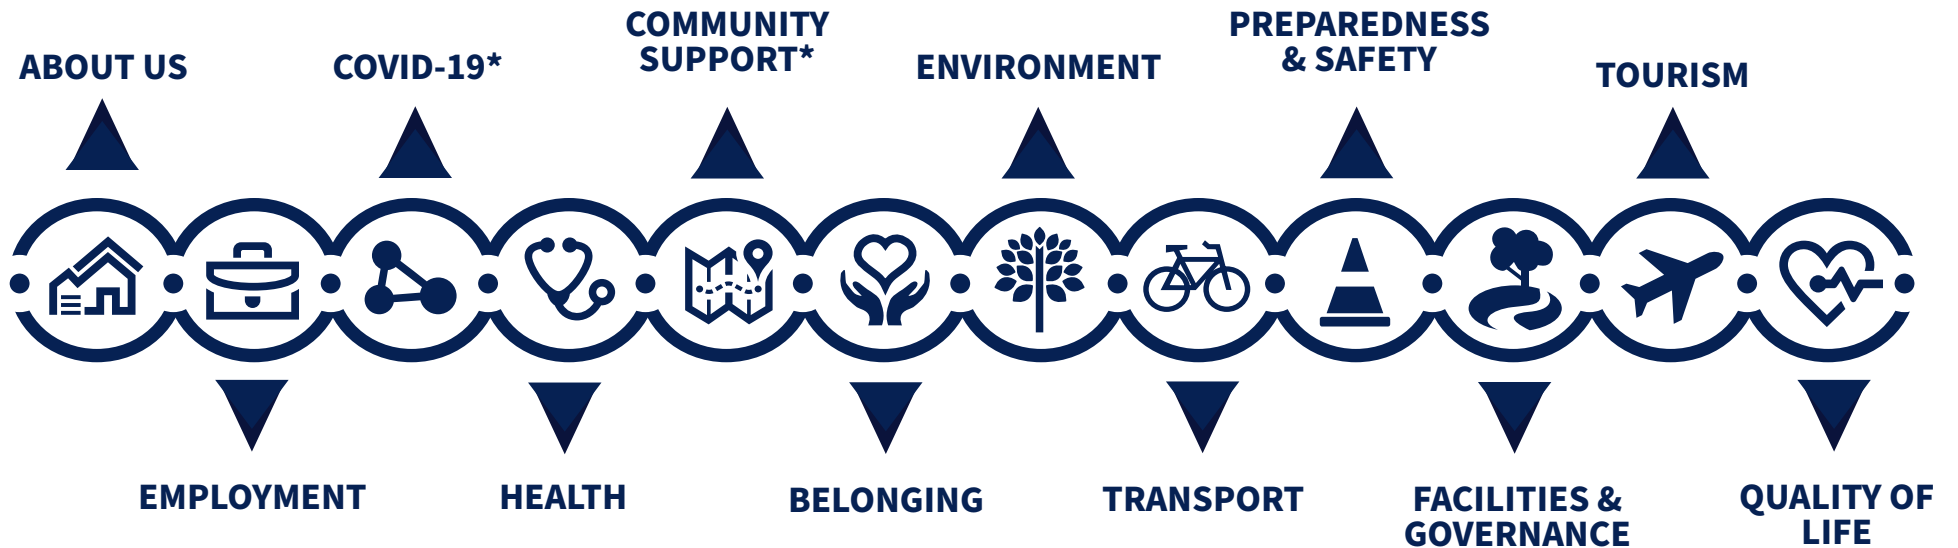 ABOUT US
COVID-19*
COMMUNITY
SUPPORT*
ENVIRONMENT
PREPAREDNESS
& SAFETY
TOURISM
EMPLOYMENT
HEALTH
BELONGING
TRANSPORT
FACILITIES &
GOVERNANCE
QUALITY OF
LIFE